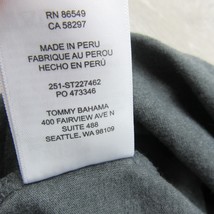 RN 86549
CA 58297
MADE IN PERU
FABRIQUE AU PEROU
HECHO EN PERÚ
251-ST227462
PO 473346
TOMMY BAHAMA
400 FAIRVIEW AVE N
SUITE 488
SEATTLE, WA 98109